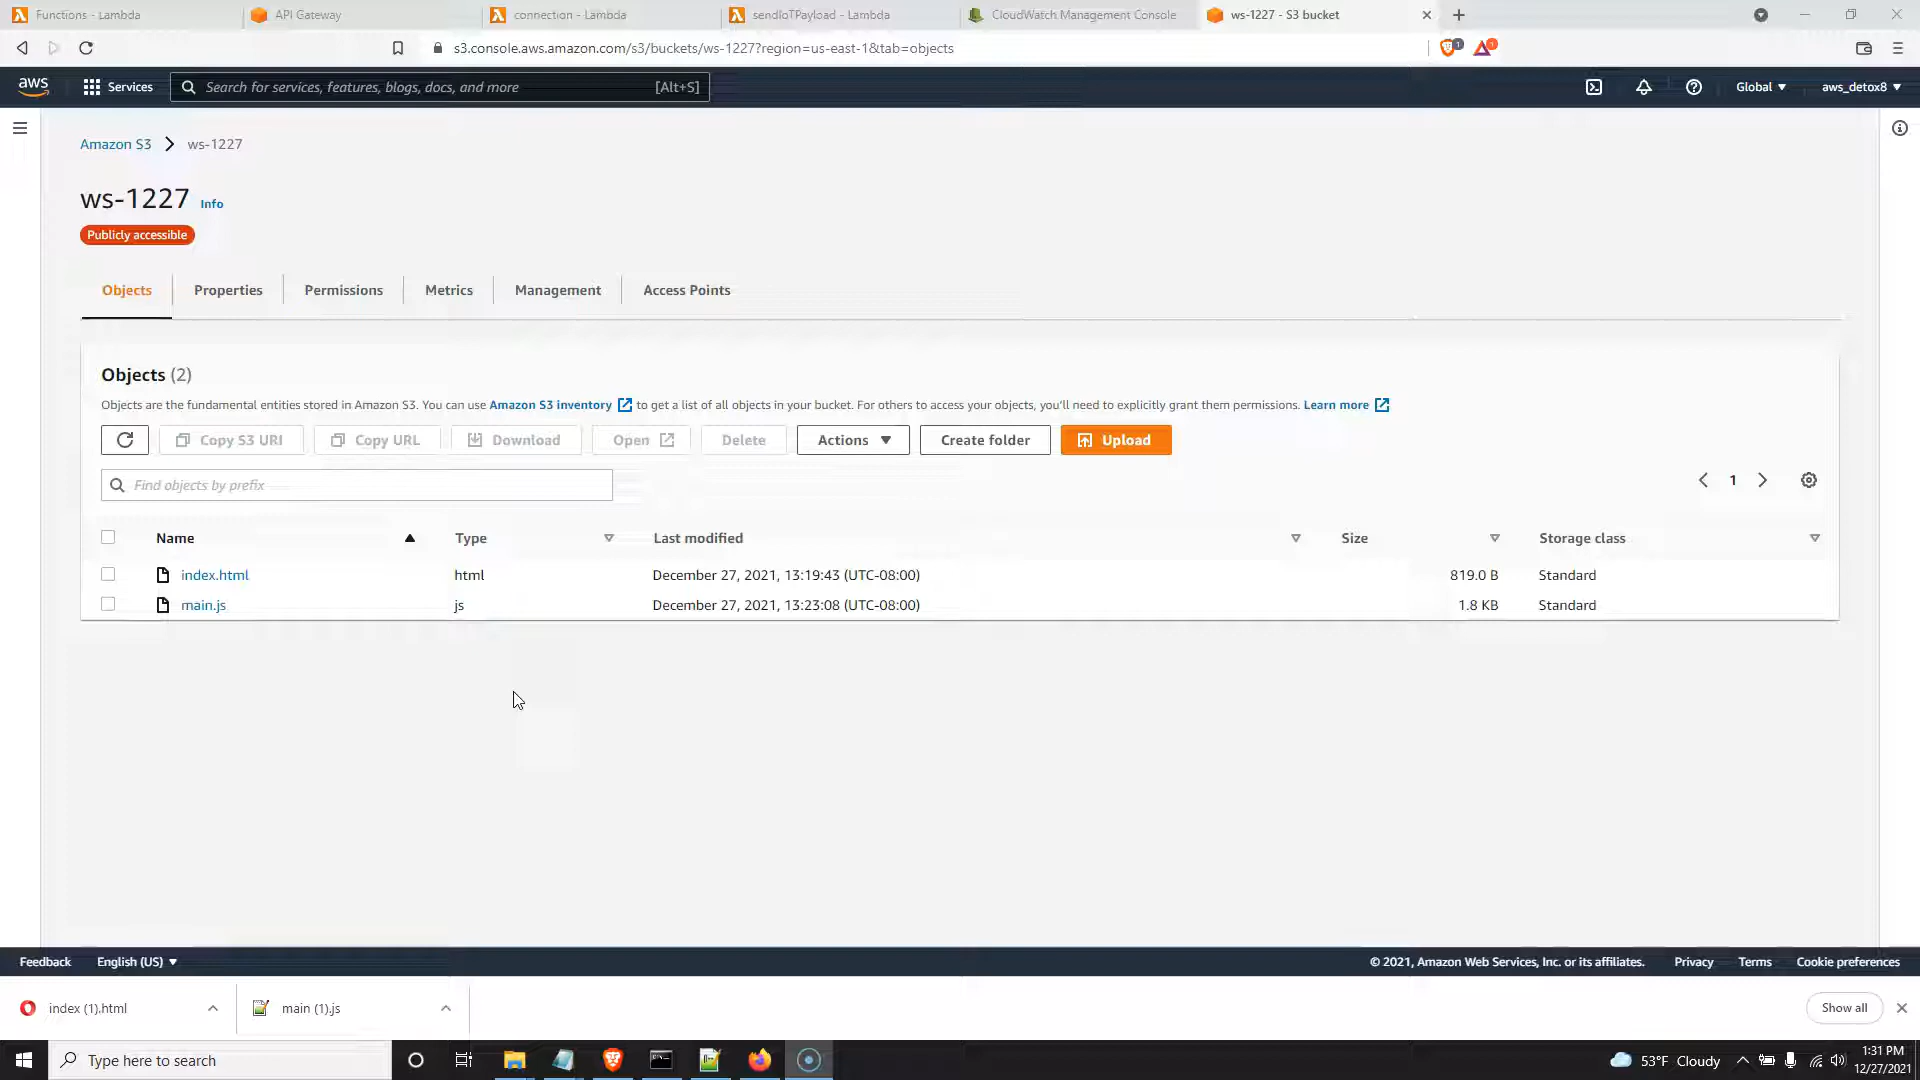 Functions - Lambda
API Gateway
connection - Lambda
sendIoTPayload - Lambda
CloudWatch Management Console
ws-1227 - S3 bucket
s3.console.aws.amazon.com/s3/buckets/ws-1227?region=us-east-1&tab=objects
1
1
aws
Services
Search for services, features, blogs, docs, and more
[Alt+S]
Global
aws_detox8
Amazon S3
ws-1227
ws-1227
Info
Publicly accessible
Objects
Properties
Permissions
Metrics
Management
Access Points
Objects (2)
Objects are the fundamental entities stored in Amazon S3. You can use Amazon S3 inventory to get a list of all objects in your bucket. For others to access your objects, you'll need to explicitly grant them permissions. Learn more
Copy S3 URI
Copy URL
Download
Open
Delete
Actions
Create folder
Upload
Find objects by prefix
1
Name
Type
Last modified
Size
Storage class
index.html
html
December 27, 2021, 13:19:43 (UTC-08:00)
819.0 B
Standard
main.js
js
December 27, 2021, 13:23:08 (UTC-08:00)
1.8 KB
Standard
Feedback
English (US)
© 2021, Amazon Web Services, Inc. or its affiliates.
Privacy
Terms
Cookie preferences
index (1).html
main (1).js
Show all
Type here to search
53°F Cloudy
1:31 PM
12/27/2021